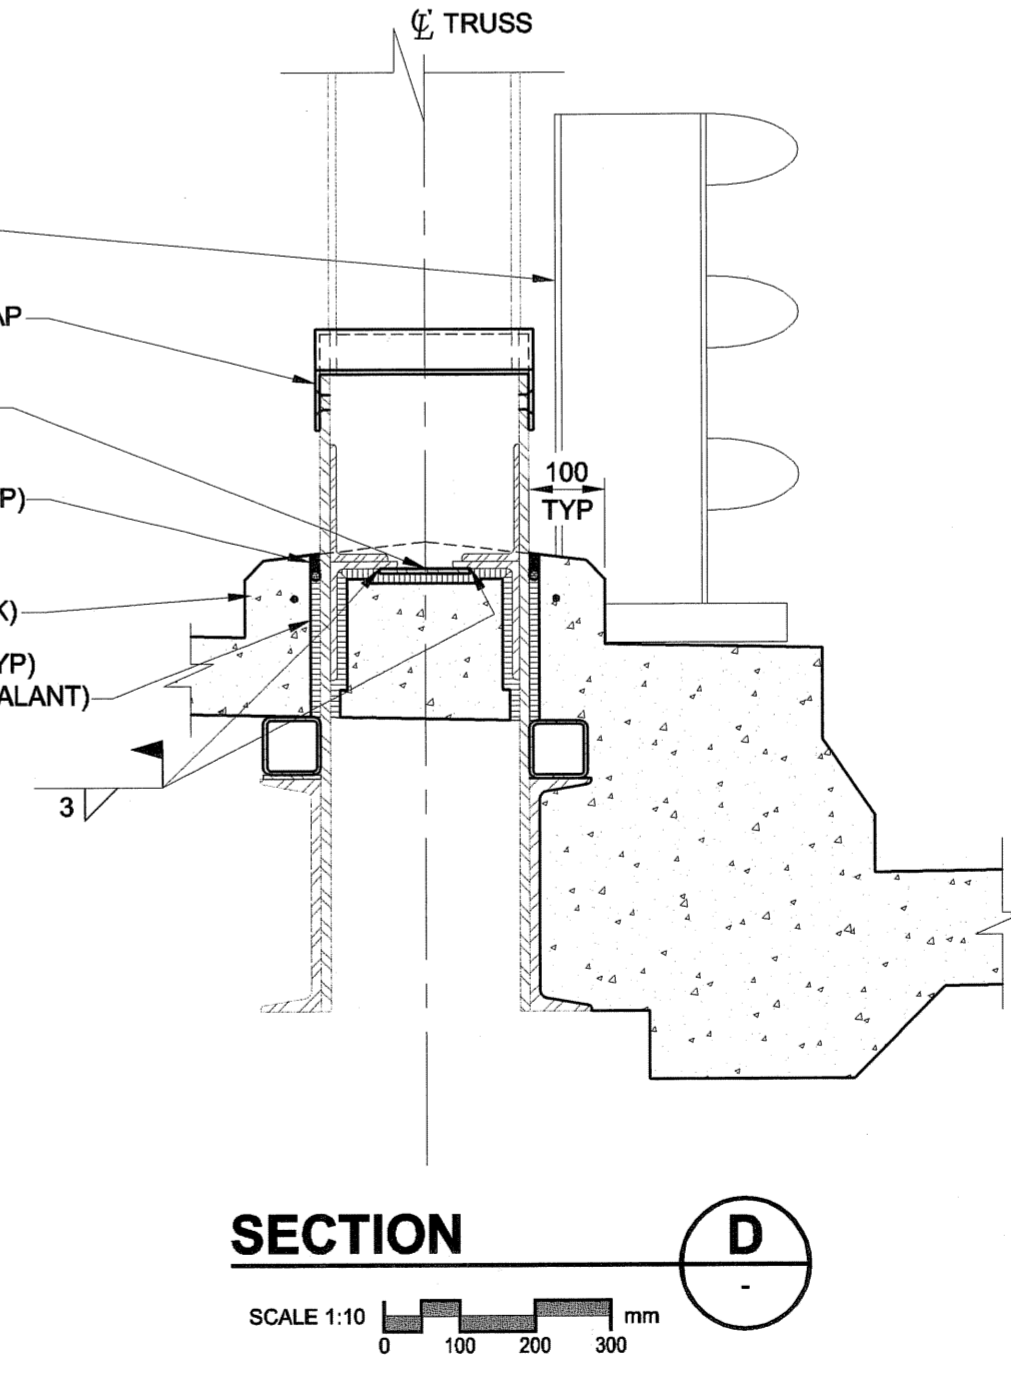 ℄ TRUSS
AP
100
TYP
P)
K)
YP)
ALANT)
3
SECTION
D
-
SCALE 1:10
mm
0 100 200 300